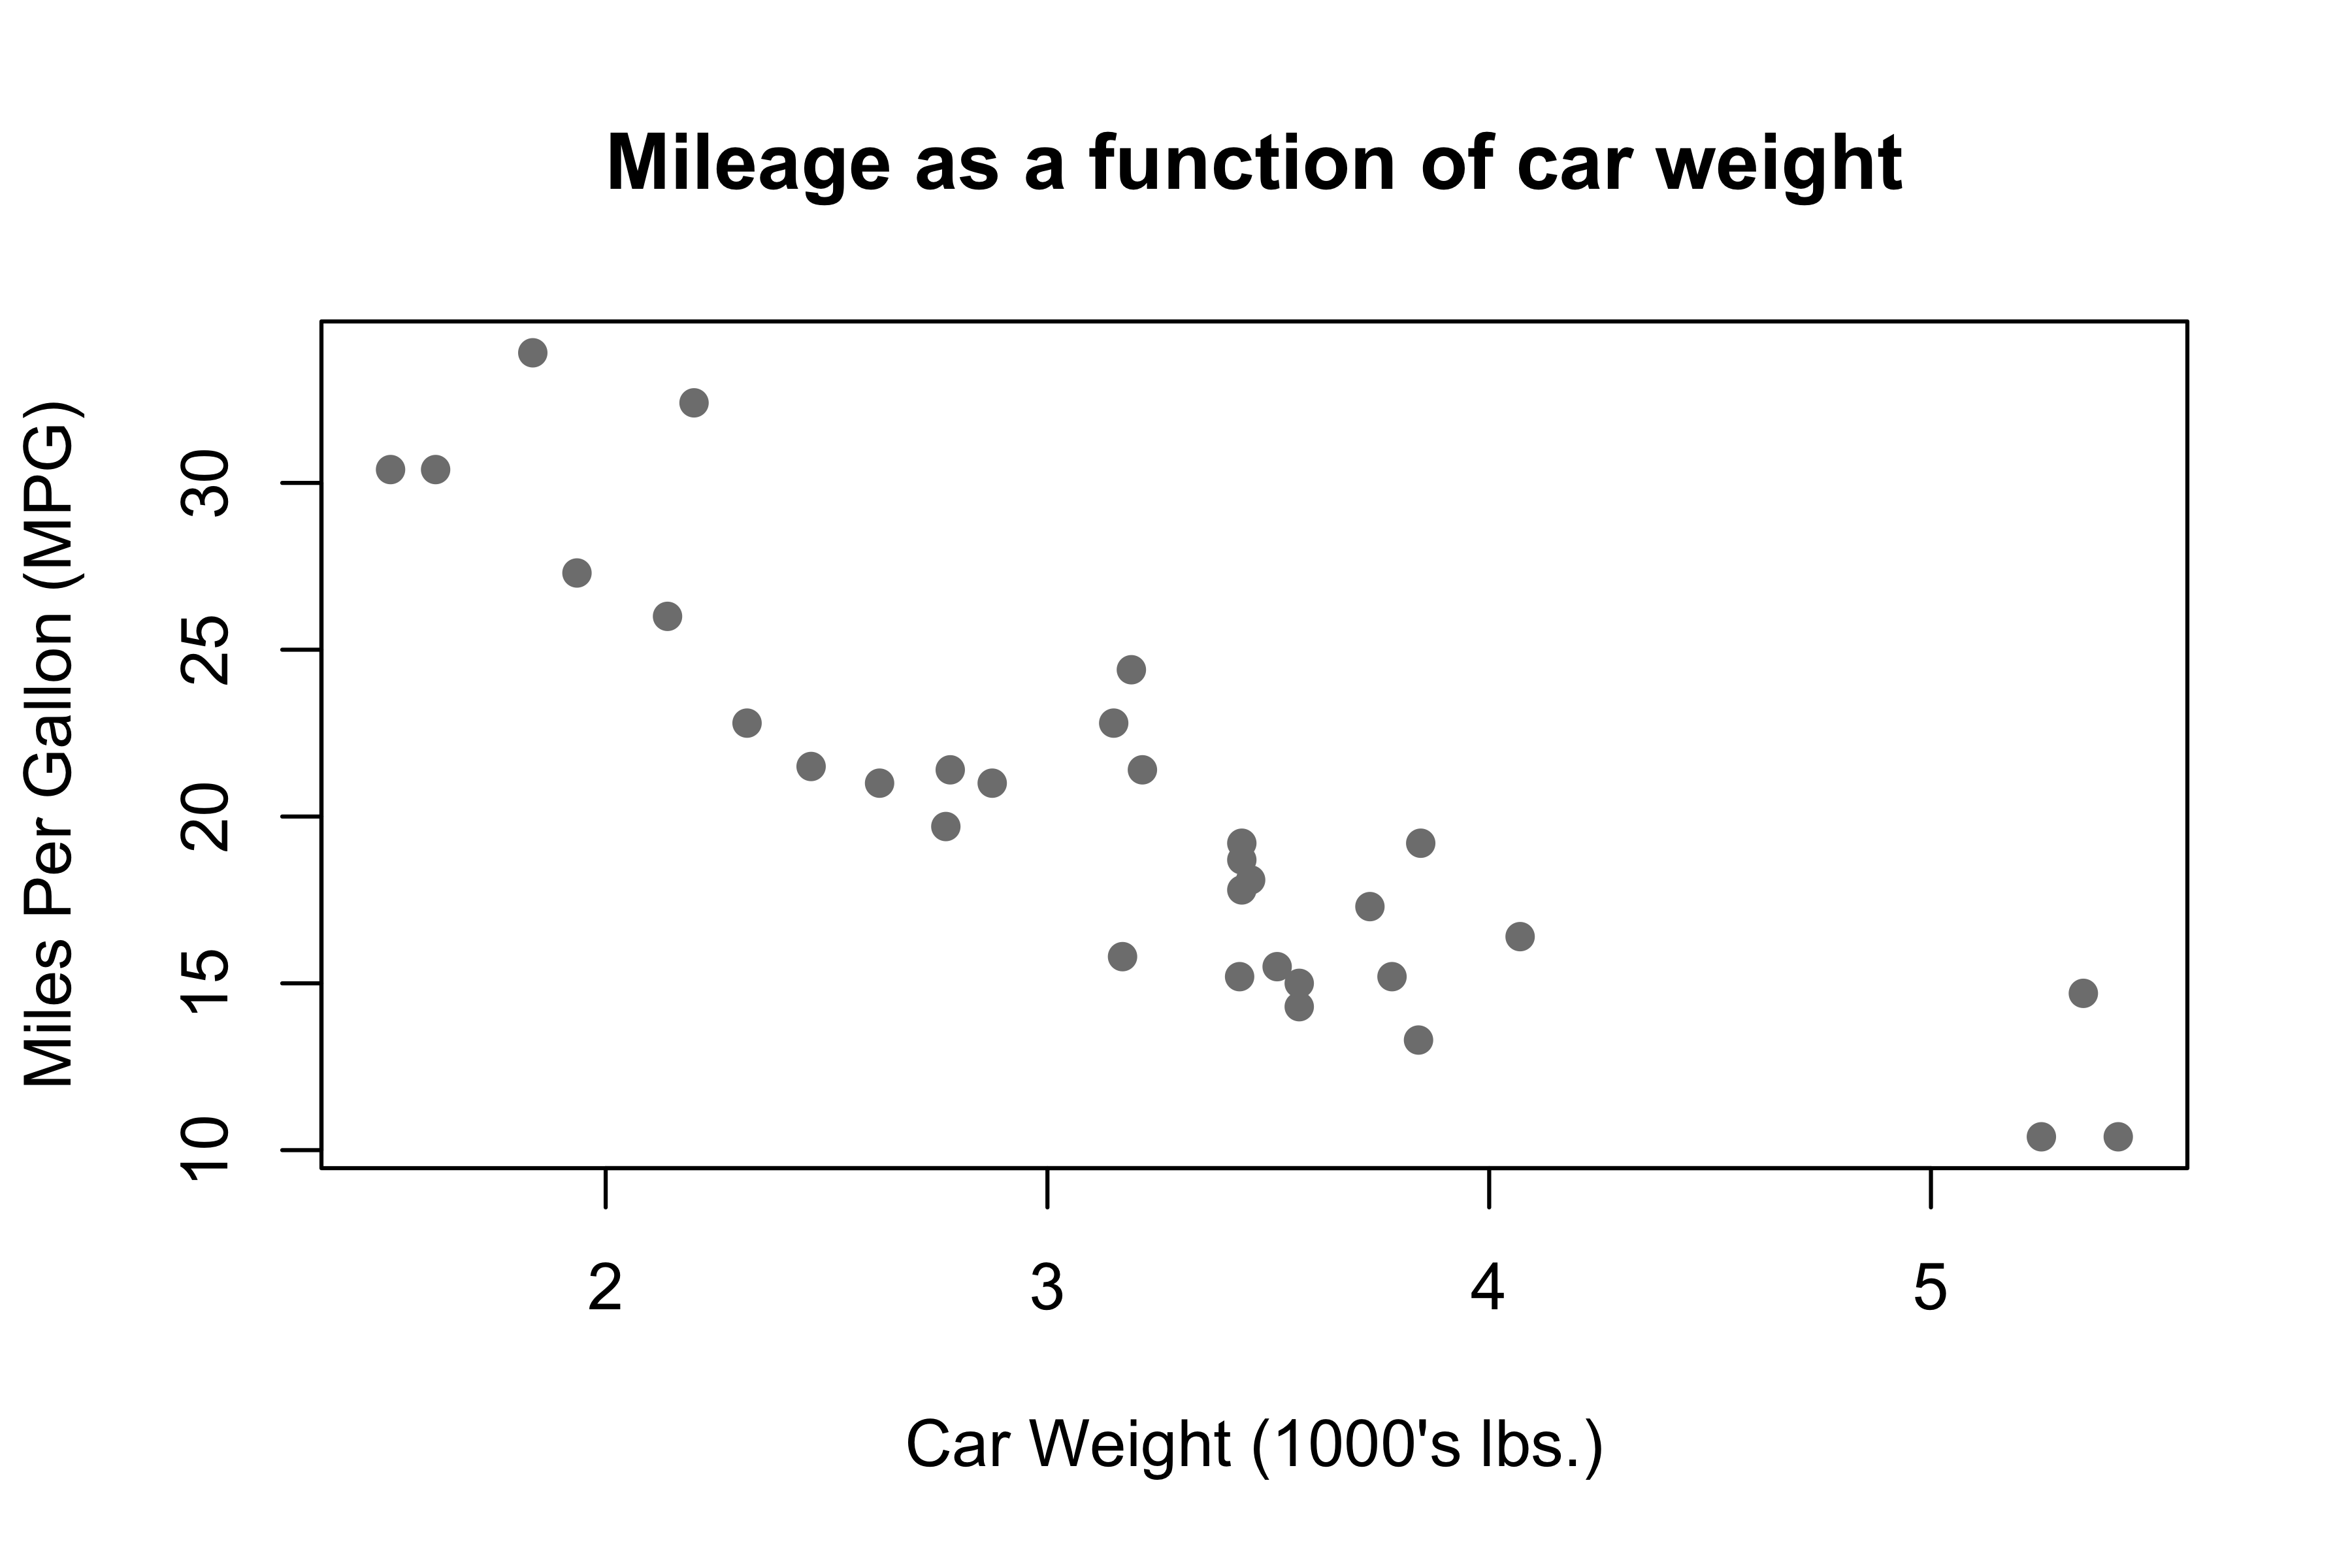 Mileage as a function of car weight
Miles Per Gallon (MPG)
30
25
20
15
10
2 3 4 5
Car Weight (1000's lbs.)